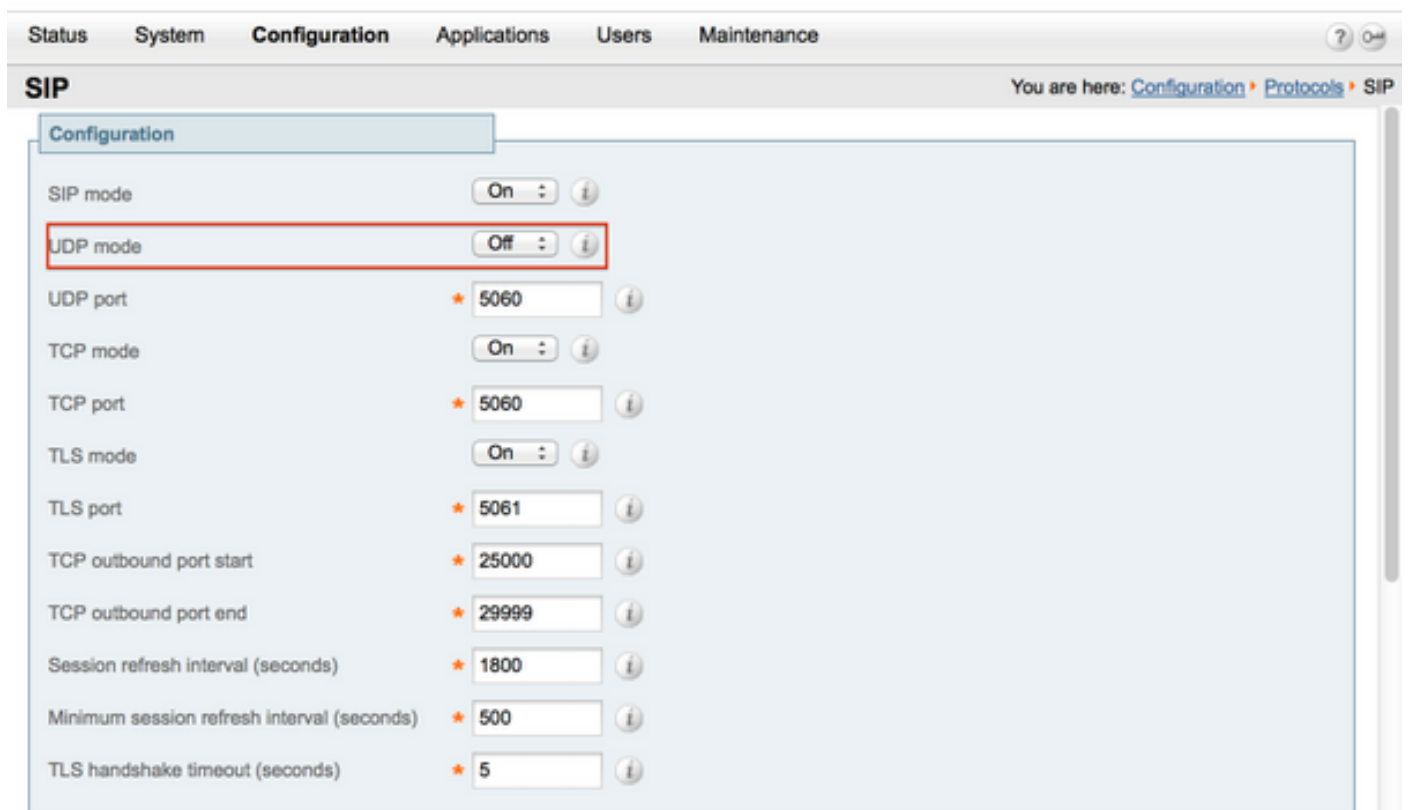 Status System Configuration Applications Users Maintenance ?
SIP You are here: Configuration Protocols SIP
Configuration
SIP mode On i
UDP mode Off i
UDP port * 5060 i
TCP mode On i
TCP port * 5060 i
TLS mode On i
TLS port * 5061 i
TCP outbound port start * 25000 i
TCP outbound port end * 29999 i
Session refresh interval (seconds) * 1800 i
Minimum session refresh interval (seconds) * 500 i
TLS handshake timeout (seconds) * 5 i